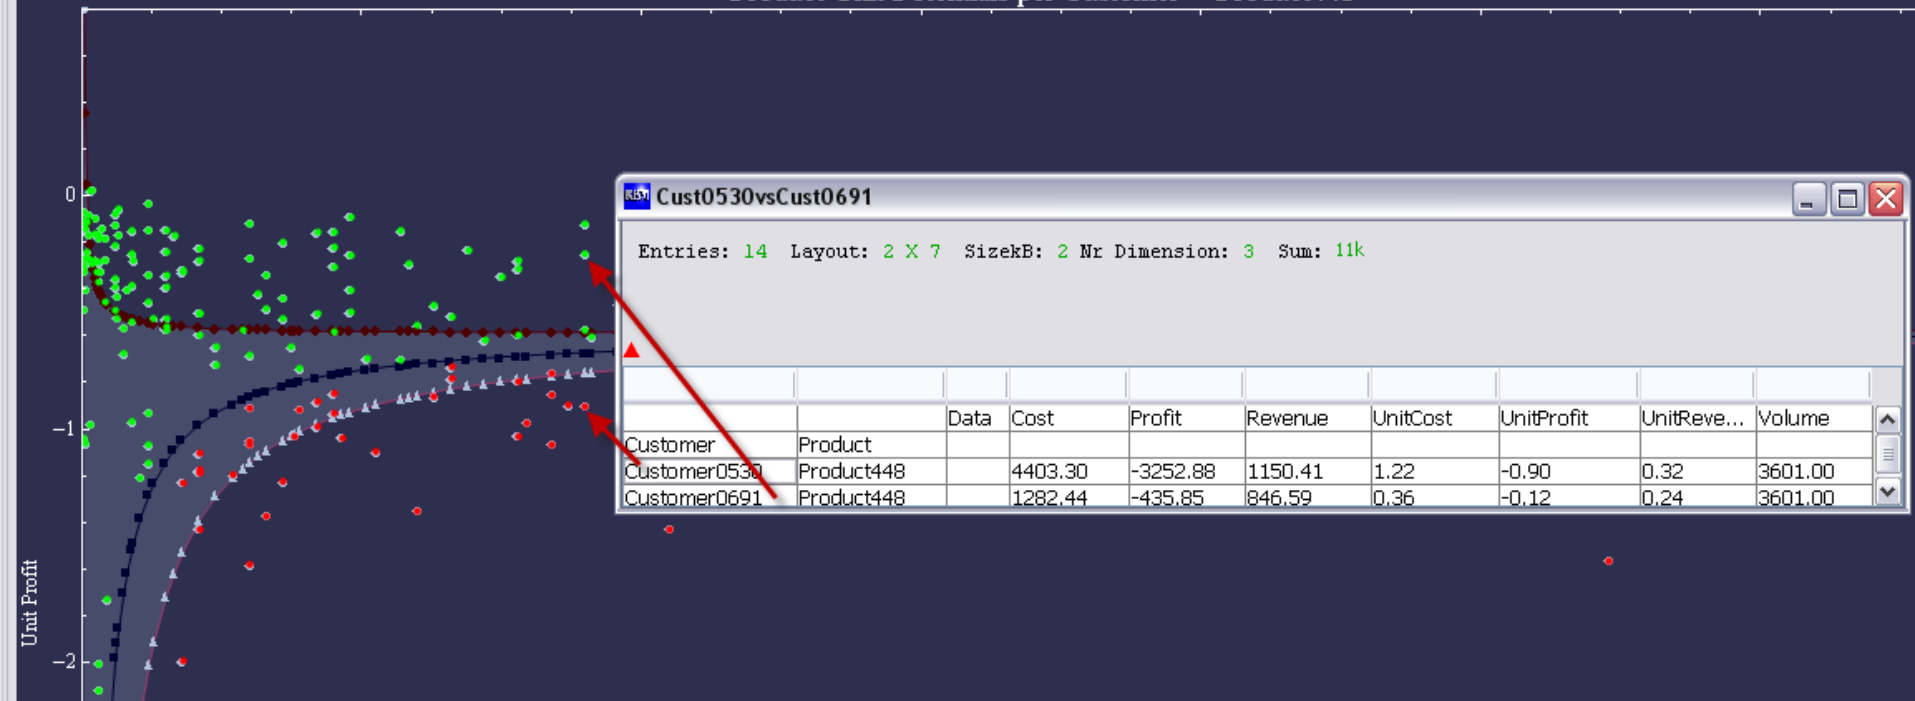 0
Cust0530vsCust0691
Entries: 14 Layout: 2 X 7 SizekB: 2 Nr Dimension: 3 Sum: 11k
Data Cost Profit Revenue UnitCost UnitProfit UnitReve... Volume
Customer Product
Customer0530 Product448 4403.30 -3252.88 1150.41 1.22 -0.90 0.32 3601.00
Customer0691 Product448 1282.44 -435.85 846.59 0.36 -0.12 0.24 3601.00
-1
Unit Profit
-2